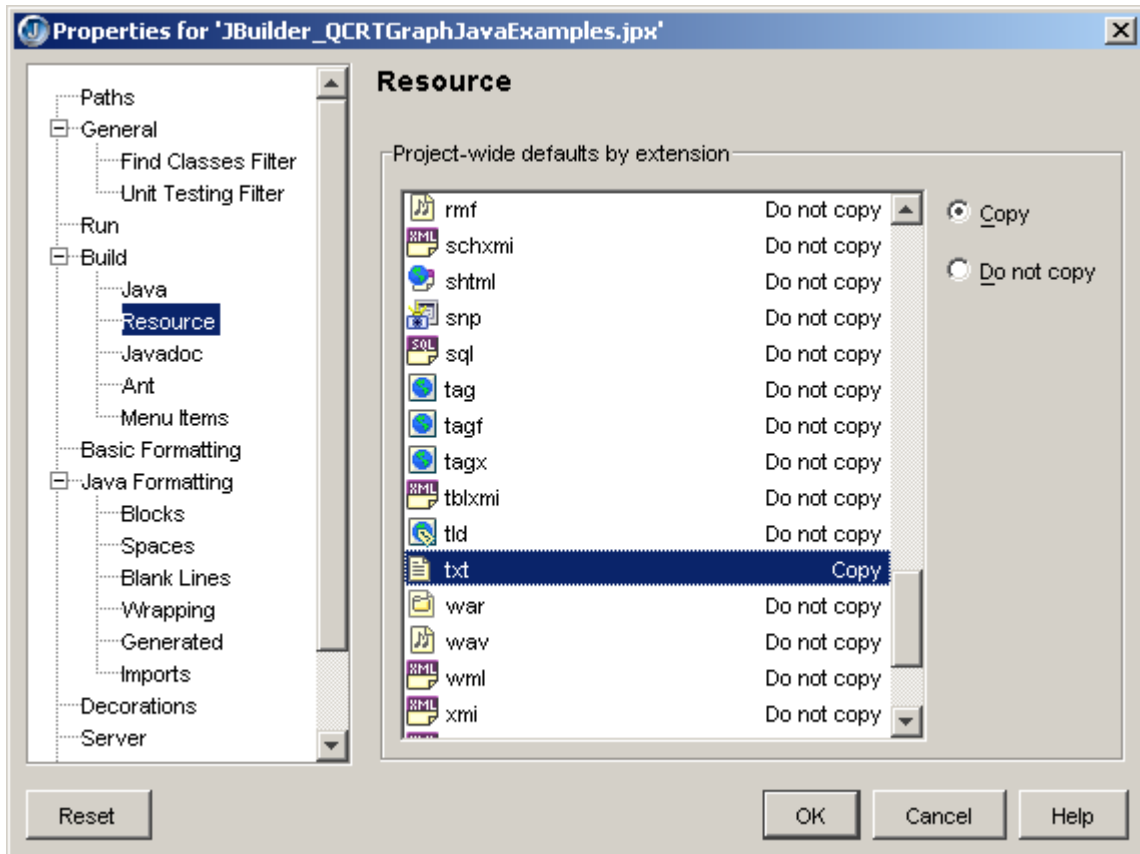 Properties for 'JBuilder_QCRTGraphJavaExamples.jpx'
Paths
General
Find Classes Filter
Unit Testing Filter
Run
Build
Java
Resource
Javadoc
Ant
Menu Items
Basic Formatting
Java Formatting
Blocks
Spaces
Blank Lines
Wrapping
Generated
Imports
Decorations
Server
Resource
Project-wide defaults by extension
rmf Do not copy
XML schxmi Do not copy
shtml Do not copy
snp Do not copy
SQL sql Do not copy
tag Do not copy
tagf Do not copy
tagx Do not copy
XML tblxmi Do not copy
tld Do not copy
txt Copy
war Do not copy
wav Do not copy
XML wml Do not copy
XML xmi Do not copy
Copy
Do not copy
Reset
OK
Cancel
Help